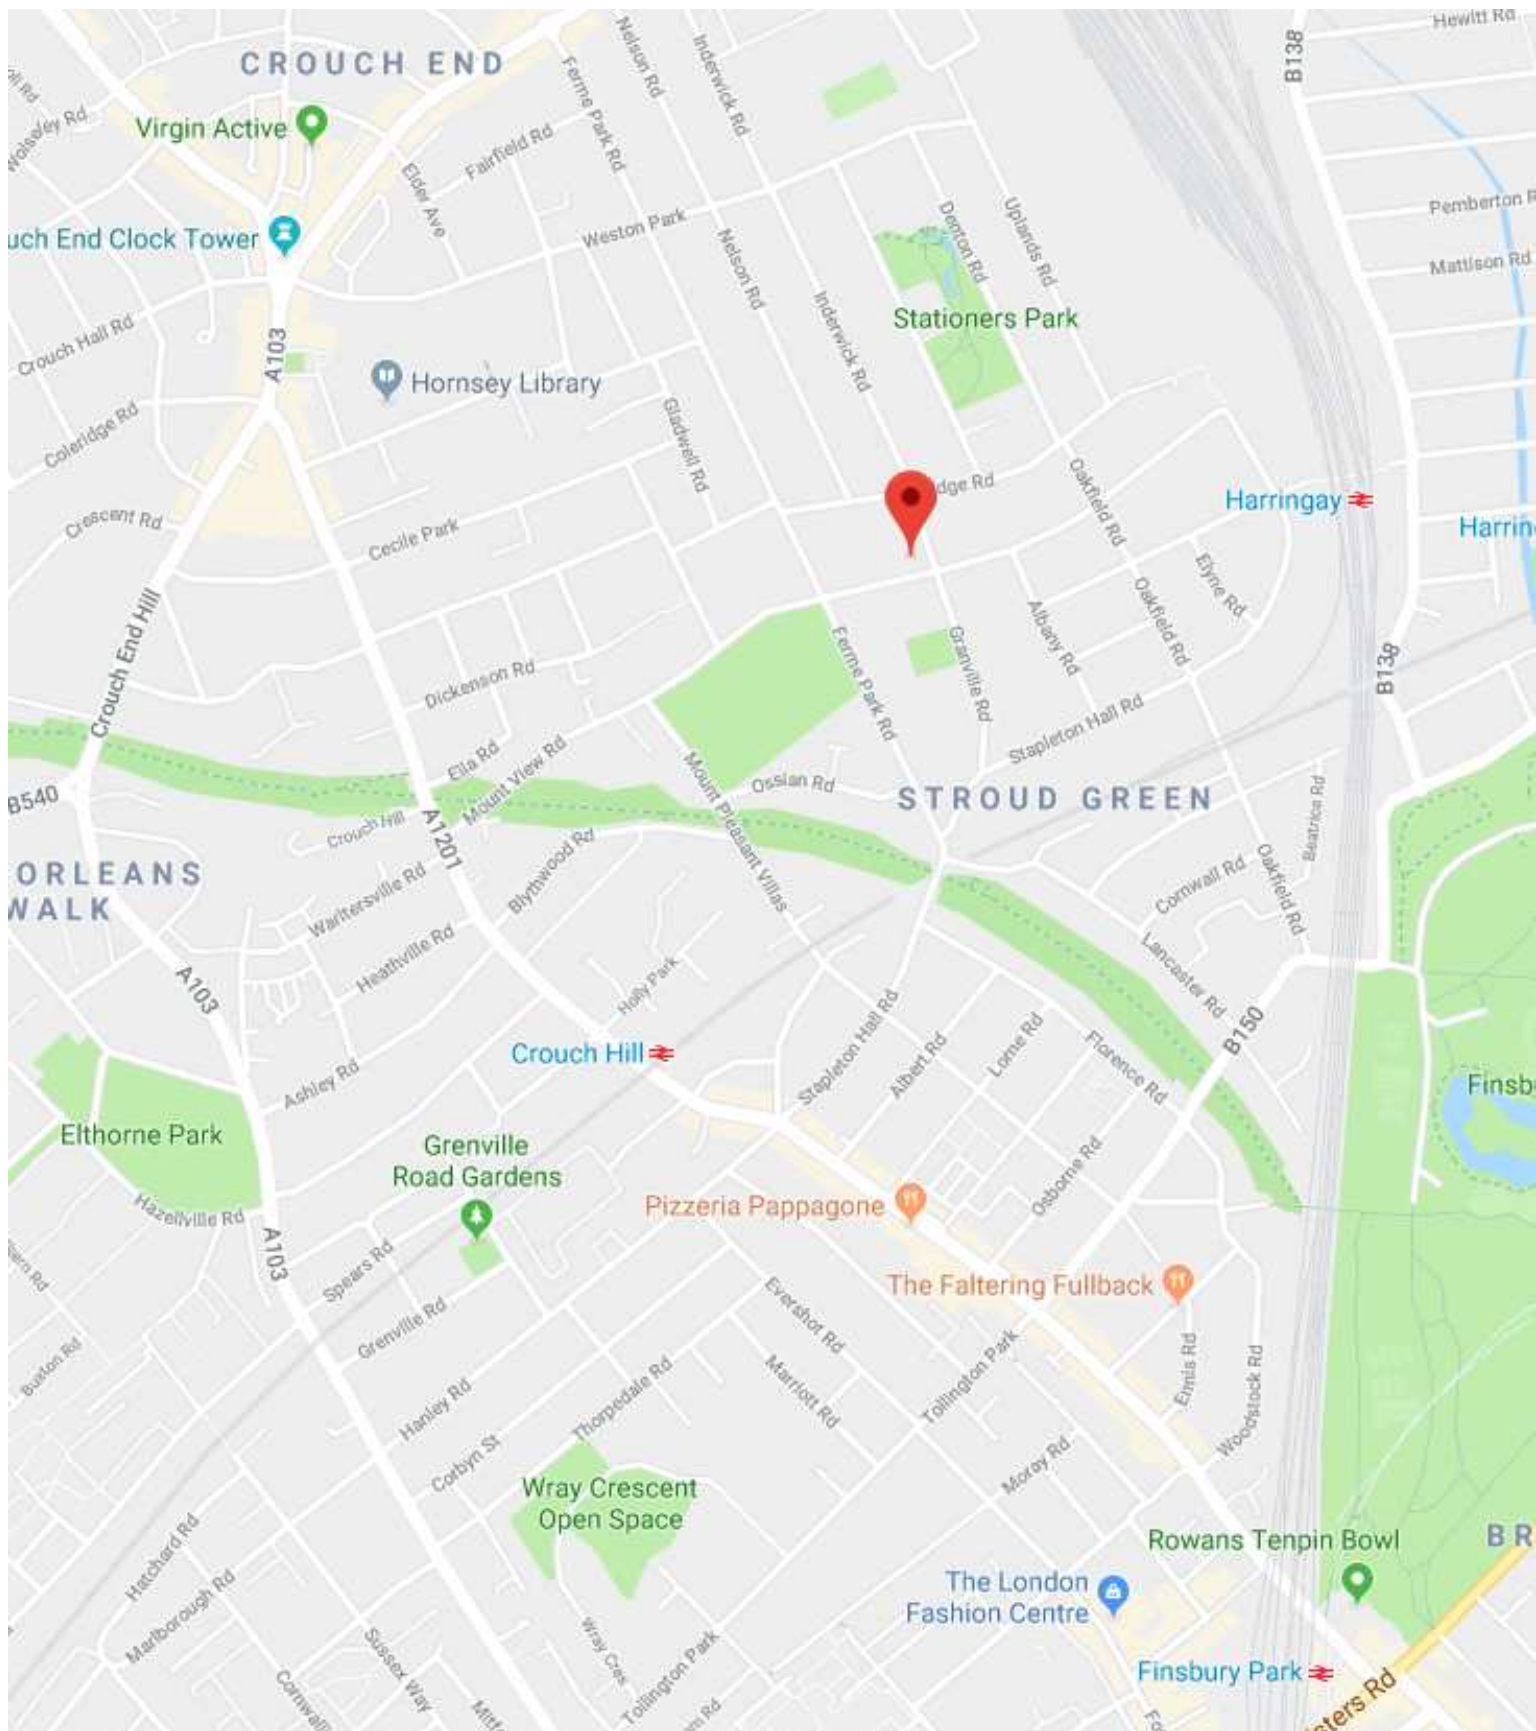 Hewitt Rd
B138
Nelson Rd
Inderwick Rd
CROUCH END
Ferme Park Rd
Virgin Active
Wolseley Rd
Fairfield Rd
Elder Ave
Pemberton R
Denton Rd
Uplands Rd
Weston Park
uch End Clock Tower
Nelson Rd
Mattison Rd
Inderwick Rd
Stationers Park
Crouch Hall Rd
A103
Hornsey Library
Coleridge Rd
Gladwell Rd
dge Rd
Oakfield Rd
Harringay
Harrin
Crescent Rd
Cecile Park
Elyne Rd
Crouch End Hill
Albany Rd
Oakfield Rd
Ferme Park Rd
Granville Rd
B138
Dickenson Rd
Stapleton Hall Rd
Ella Rd
Mount View Rd
Mount Pleasant Villas
Ossian Rd
STROUD GREEN
B540
Crouch Hill
A1201
Beatrice Rd
ORLEANS
WALK
Warltersville Rd
Blythwood Rd
Cornwall Rd
Oakfield Rd
Heathville Rd
Lancaster Rd
A103
Holly Park
B150
Crouch Hill
Stapleton Hall Rd
Albert Rd
Lorne Rd
Florence Rd
Ashley Rd
Finsb
Elthorne Park
Grenville
Road Gardens
Osborne Rd
Hazellville Rd
Pizzeria Pappagone
A103
Spears Rd
The Faltering Fullback
Grenville Rd
Evershot Rd
Ennis Rd
Buxton Rd
Tollington Park
Woodstock Rd
Hanley Rd
Thorpedale Rd
Marriott Rd
Corbyn St
Moray Rd
Wray Crescent
Open Space
Rowans Tenpin Bowl
BR
Hatchard Rd
The London
Fashion Centre
Marlborough Rd
Sussex Way
Wray Cres
Tollington Park
Finsbury Park
sters Rd
Cornwall